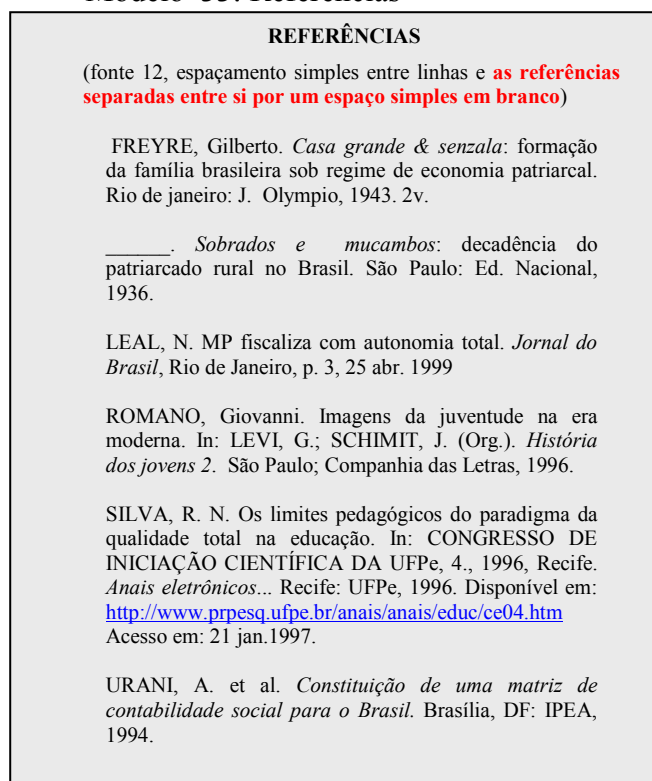 REFERÊNCIAS
(fonte 12, espaçamento simples entre linhas e as referências
separadas entre si por um espaço simples em branco)
FREYRE, Gilberto. Casa grande & senzala: formação
da família brasileira sob regime de economia patriarcal.
Rio de janeiro: J. Olympio, 1943. 2v.
______. Sobrados e mucambos: decadência do
patriarcado rural no Brasil. São Paulo: Ed. Nacional,
1936.
LEAL, N. MP fiscaliza com autonomia total. Jornal do
Brasil, Rio de Janeiro, p. 3, 25 abr. 1999
ROMANO, Giovanni. Imagens da juventude na era
moderna. In: LEVI, G.; SCHIMIT, J. (Org.). História
dos jovens 2. São Paulo; Companhia das Letras, 1996.
SILVA, R. N. Os limites pedagógicos do paradigma da
qualidade total na educação. In: CONGRESSO DE
INICIAÇÃO CIENTÍFICA DA UFPe, 4., 1996, Recife.
Anais eletrônicos... Recife: UFPe, 1996. Disponível em:
http://www.prpesq.ufpe.br/anais/anais/educ/ce04.htm
Acesso em: 21 jan.1997.
URANI, A. et al. Constituição de uma matriz de
contabilidade social para o Brasil. Brasília, DF: IPEA,
1994.